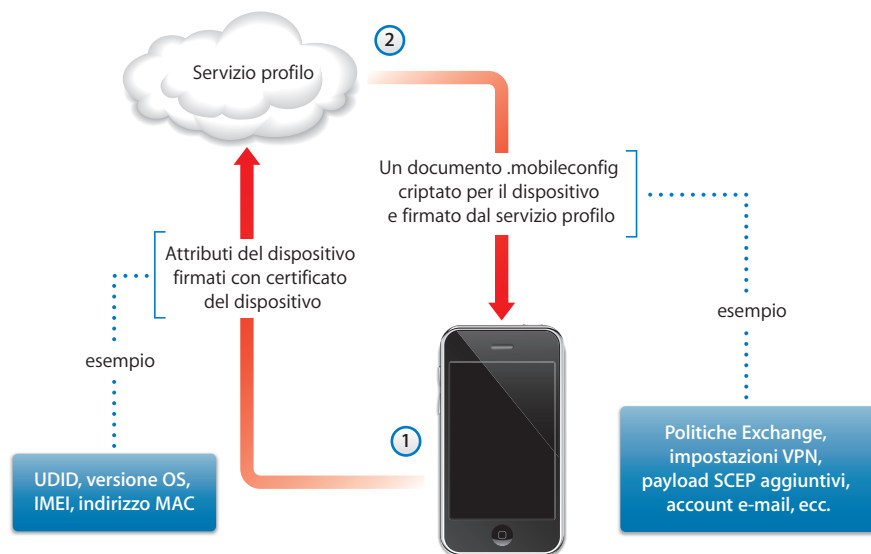 2
Servizio profilo
Un documento .mobileconfig
criptato per il dispositivo
e firmato dal servizio profilo
Attributi del dispositivo
firmati con certificato
del dispositivo
esempio
esempio
1
UDID, versione OS,
IMEI, indirizzo MAC
Politiche Exchange,
impostazioni VPN,
payload SCEP aggiuntivi,
account e-mail, ecc.